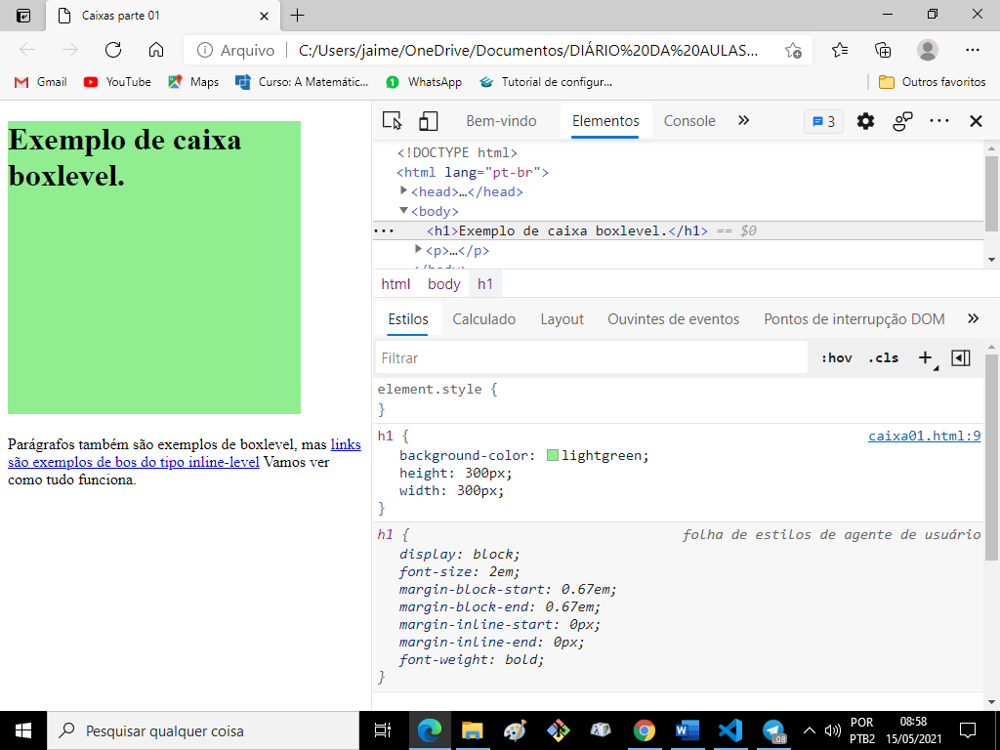 Caixas parte 01
Arquivo
C:/Users/jaime/OneDrive/Documentos/DIÁRIO%20DA%20AULAS...
Gmail
YouTube
Maps
Curso: A Matemátic...
WhatsApp
Tutorial de configur...
Outros favoritos
Exemplo de caixa
boxlevel.
Parágrafos também são exemplos de boxlevel, mas links
são exemplos de bos do tipo inline-level Vamos ver
como tudo funciona.
Bem-vindo
Elementos
Console
3
<!DOCTYPE html>
<html lang="pt-br">
<head>…</head>
<body>
<h1>Exemplo de caixa boxlevel.</h1> == $0
<p>…</p>
</body>
html body h1
Estilos
Calculado
Layout
Ouvintes de eventos
Pontos de interrupção DOM
Filtrar
:hov .cls
element.style {
}
h1 { caixa01.html:9
background-color: lightgreen;
height: 300px;
width: 300px;
}
h1 { folha de estilos de agente de usuário
display: block;
font-size: 2em;
margin-block-start: 0.67em;
margin-block-end: 0.67em;
margin-inline-start: 0px;
margin-inline-end: 0px;
font-weight: bold;
}
Pesquisar qualquer coisa
POR
PTB2
08:58
15/05/2021